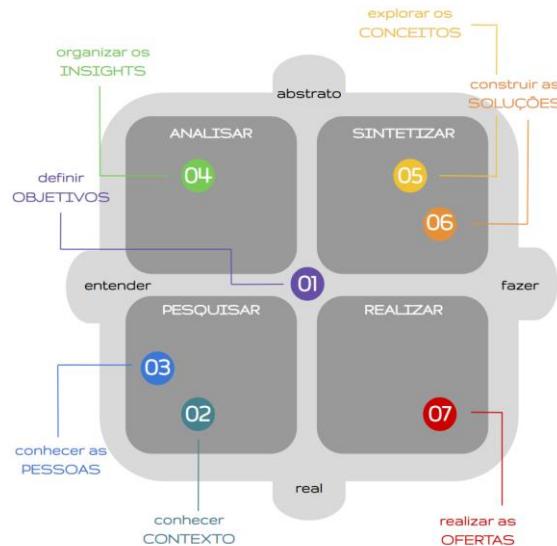 explorar os
CONCEITOS
organizar os
INSIGHTS
construir as
SOLUÇÕES
abstrato
ANALISAR
SINTETIZAR
04
05
definir
OBJETIVOS
06
01
entender
fazer
PESQUISAR
REALIZAR
03
02
07
conhecer as
PESSOAS
real
conhecer
CONTEXTO
realizar as
OFERTAS